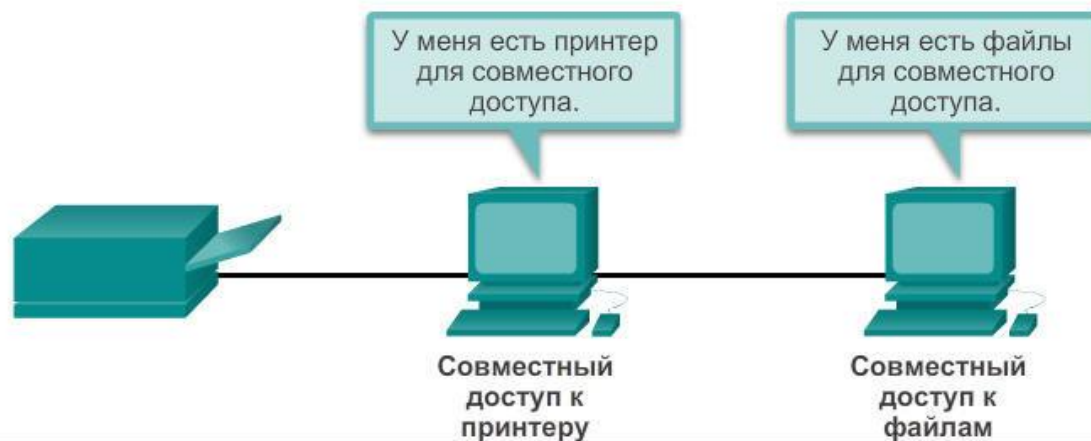 У меня есть принтер
для совместного
доступа.
У меня есть файлы
для совместного
доступа.
Совместный
доступ к
принтеру
Совместный
доступ к
файлам